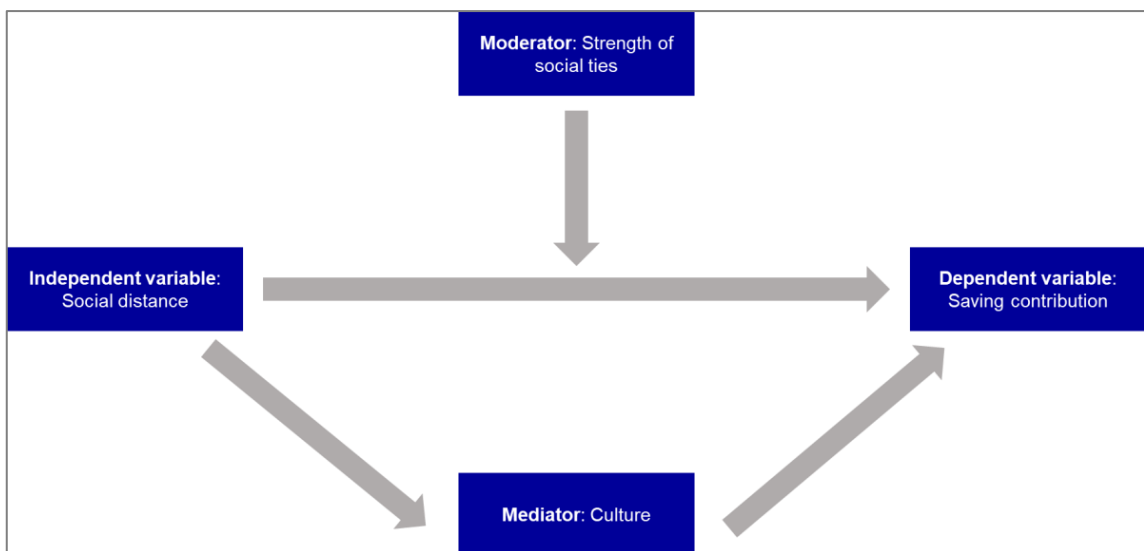 Moderator: Strength of
social ties
Independent variable:
Social distance
Dependent variable:
Saving contribution
Mediator: Culture